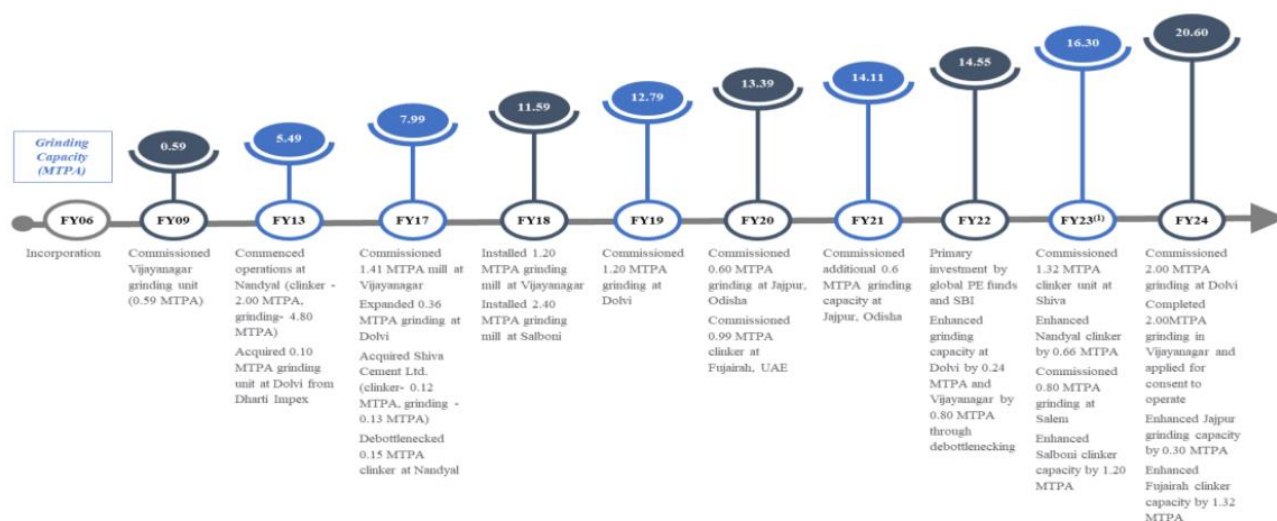 0.59
5.49
7.99
11.59
12.79
13.39
14.11
14.55
16.30
20.60
Grinding
Capacity
(MTPA)
FY06
FY09
FY13
FY17
FY18
FY19
FY20
FY21
FY22
FY23⁽¹⁾
FY24
Incorporation
Commissioned
Vijayanagar
grinding unit
(0.59 MTPA)
Commenced
operations at
Nandyal (clinker -
2.00 MTPA,
grinding- 4.80
MTPA)
Acquired 0.10
MTPA grinding
unit at Dolvi from
Dharti Impex
Commissioned
1.41 MTPA mill at
Vijayanagar
Expanded 0.36
MTPA grinding at
Dolvi
Acquired Shiva
Cement Ltd.
(clinker- 0.12
MTPA, grinding -
0.13 MTPA)
Debottlenecked
0.15 MTPA
clinker at Nandyal
Installed 1.20
MTPA grinding
mill at Vijayanagar
Installed 2.40
MTPA grinding
mill at Salboni
Commissioned
1.20 MTPA
grinding at
Dolvi
Commissioned
0.60 MTPA
grinding at Jajpur,
Odisha
Commissioned
0.99 MTPA
clinker at
Fujairah, UAE
Commissioned
additional 0.6
MTPA grinding
capacity at
Jajpur, Odisha
Primary
investment by
global PE funds
and SBI
Enhanced
grinding
capacity at
Dolvi by 0.24
MTPA and
Vijayanagar by
0.80 MTPA
through
debottlenecking
Commissioned
1.32 MTPA
clinker unit at
Shiva
Enhanced
Nandyal clinker
by 0.66 MTPA
Commissioned
0.80 MTPA
grinding at
Salem
Enhanced
Salboni clinker
capacity by 1.20
MTPA
Commissioned
2.00 MTPA
grinding at Dolvi
Completed
2.00MTPA
grinding in
Vijayanagar and
applied for
consent to
operate
Enhanced Jajpur
grinding capacity
by 0.30 MTPA
Enhanced
Fujairah clinker
capacity by 1.32
MTPA